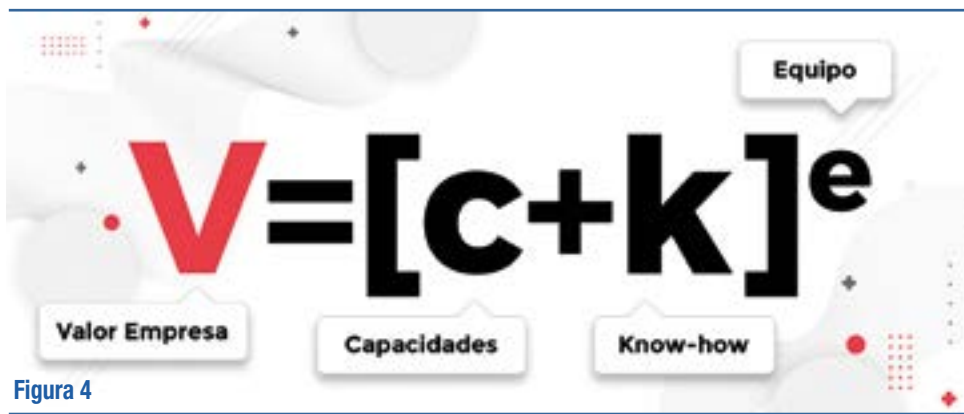 Equipo
V=[c+k]e
Valor Empresa
Capacidades
Know-how
Figura 4